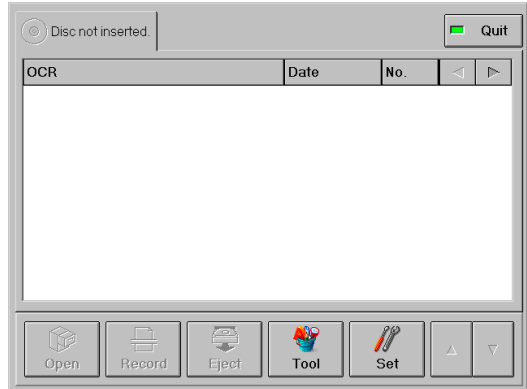 Disc not inserted.
Quit
OCR Date No.
Open Record Eject Tool Set